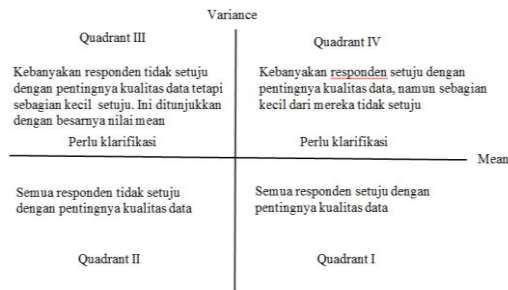 Variance
Quadrant III
Kebanyakan responden tidak setuju
dengan pentingnya kualitas data tetapi
sebagian kecil setuju. Ini ditunjukkan
dengan besarnya nilai mean
Perlu klarifikasi
Quadrant IV
Kebanyakan responden setuju dengan
pentingnya kualitas data, namun sebagian
kecil dari mereka tidak setuju
Perlu klarifikasi
Mean
Semua responden tidak setuju
dengan pentingnya kualitas data
Quadrant II
Semua responden setuju dengan
pentingnya kualitas data
Quadrant I